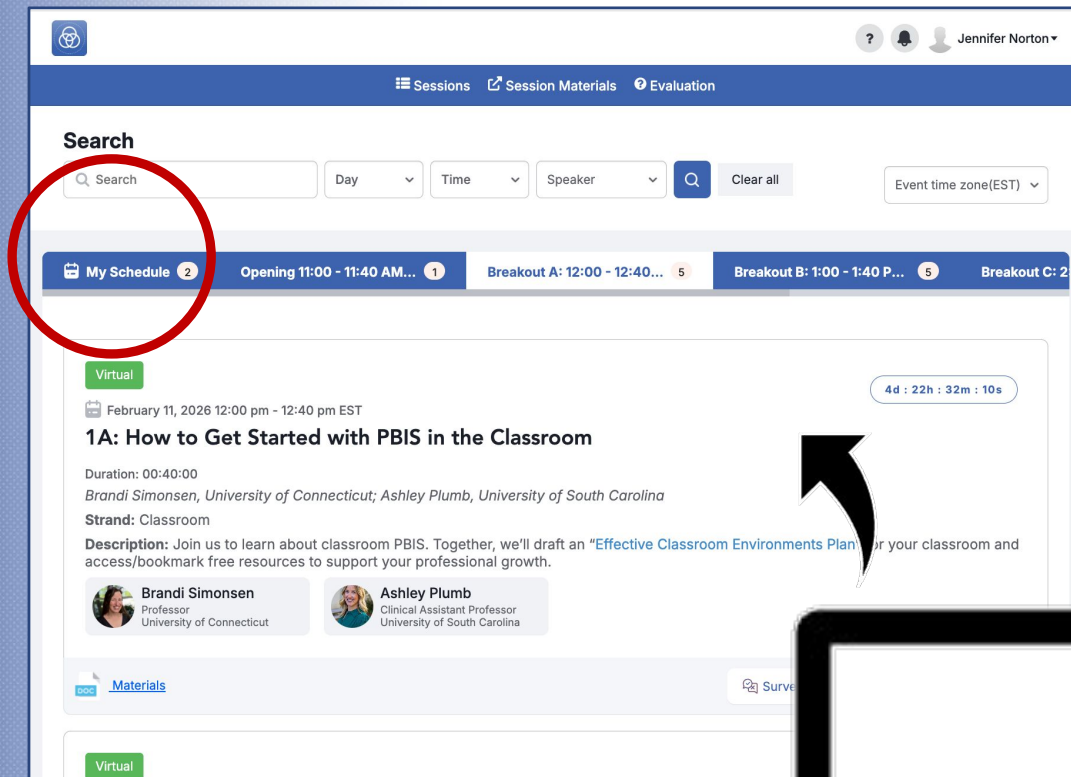 ? Jennifer Norton
Sessions Session Materials ? Evaluation
Search
Search Day Time Speaker Clear all Event time zone(EST)
My Schedule 2 Opening 11:00 - 11:40 AM... 1 Breakout A: 12:00 - 12:40... 5 Breakout B: 1:00 - 1:40 P... 5 Breakout C: 2
Virtual
4d : 22h : 32m : 10s
February 11, 2026 12:00 pm - 12:40 pm EST
1A: How to Get Started with PBIS in the Classroom
Duration: 00:40:00
Brandi Simonsen, University of Connecticut; Ashley Plumb, University of South Carolina
Strand: Classroom
Description: Join us to learn about classroom PBIS. Together, we’ll draft an “Effective Classroom Environments Plan your classroom and
access/bookmark free resources to support your professional growth.
Brandi Simonsen
Professor
University of Connecticut
Ashley Plumb
Clinical Assistant Professor
University of South Carolina
DOC Materials
Surve
Virtual